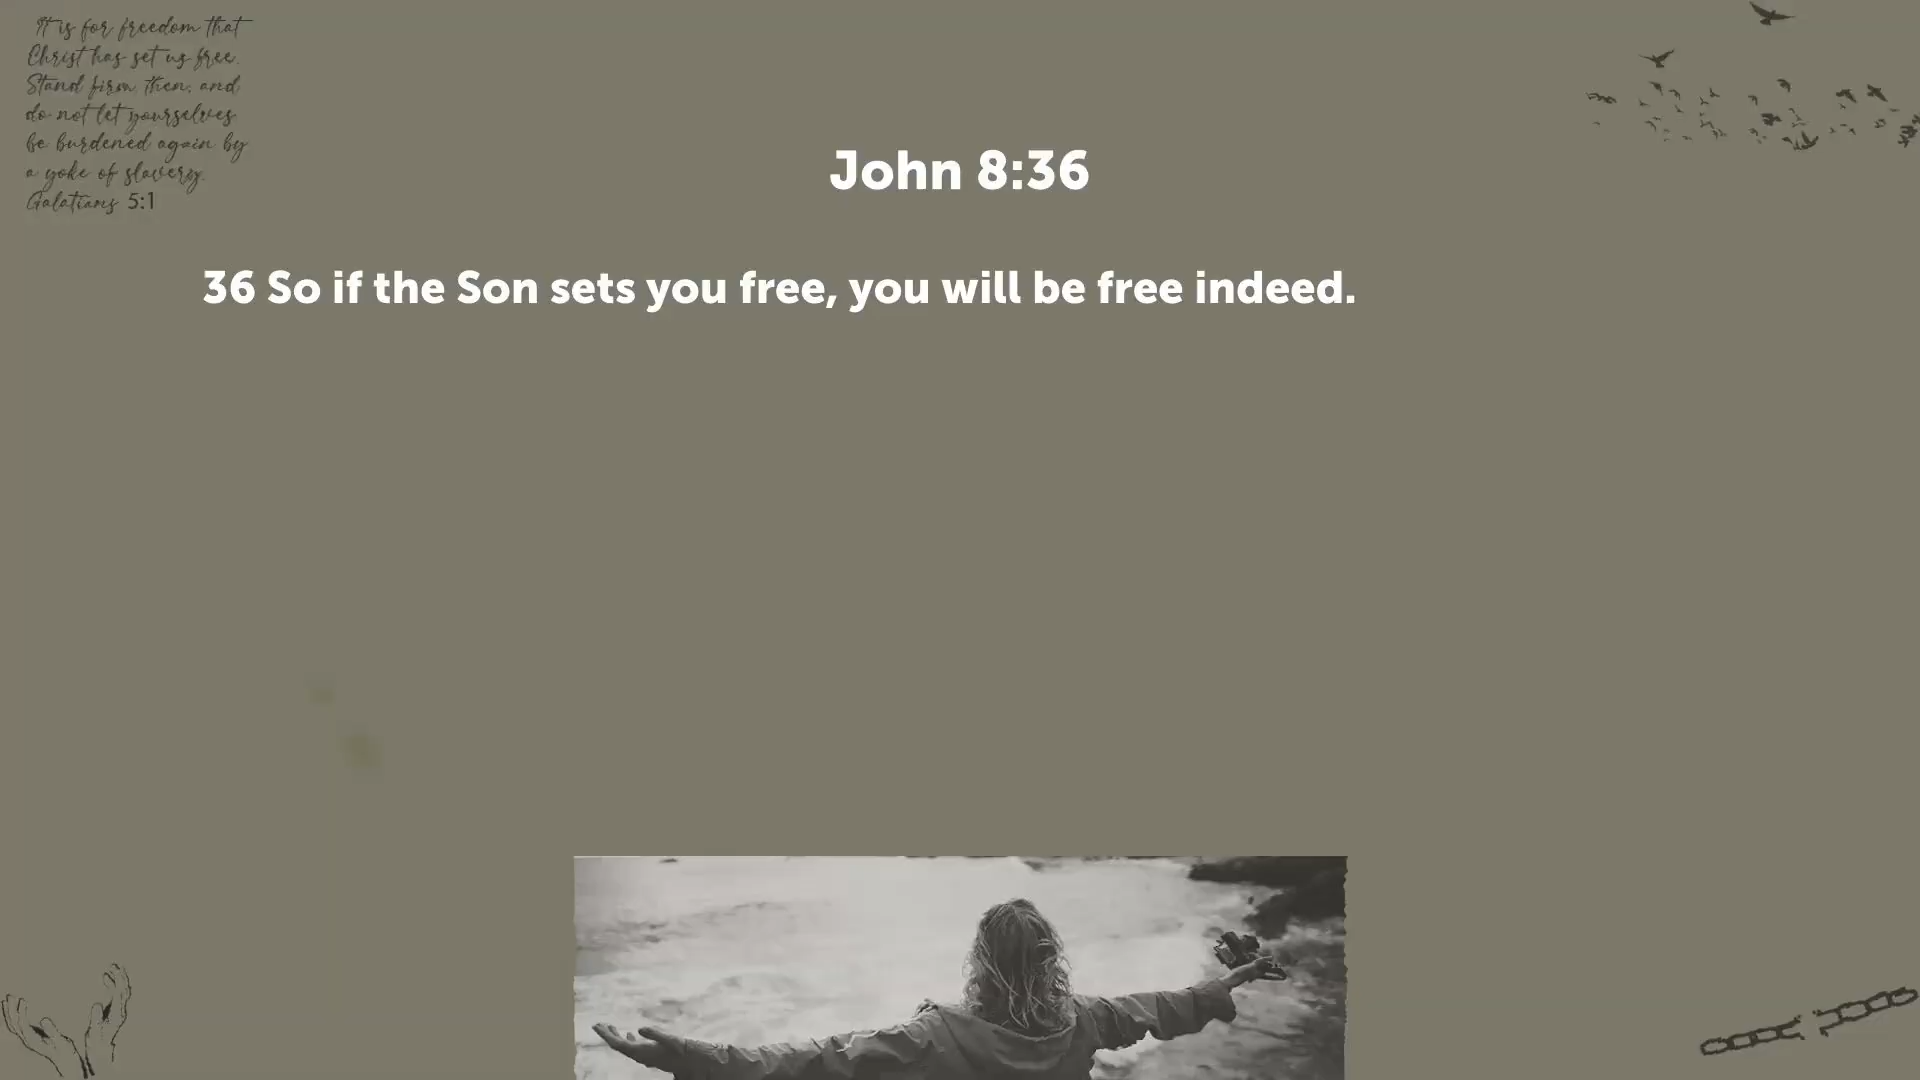 It is for freedom that
Christ has set us free.
Stand firm, then, and
do not let yourselves
be burdened again by
a yoke of slavery.
Galatians 5:1
John 8:36
36 So if the Son sets you free, you will be free indeed.